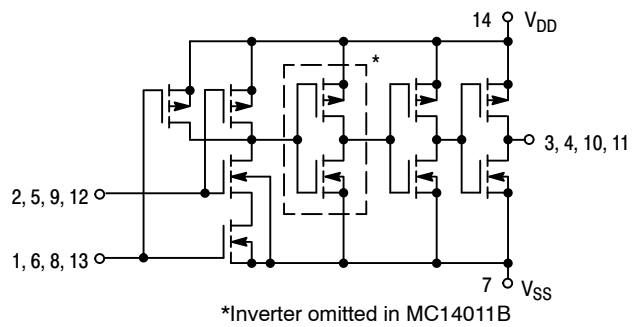 14 V_DD
*
3, 4, 10, 11
2, 5, 9, 12
1, 6, 8, 13
7 V_SS
*Inverter omitted in MC14011B